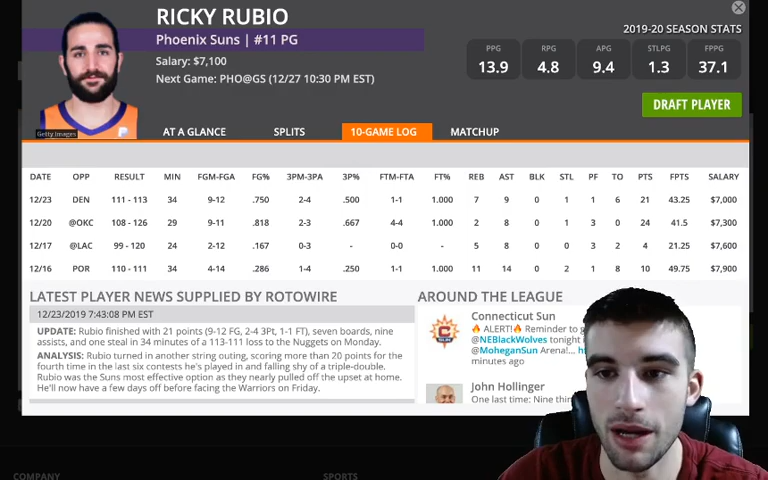 RICKY RUBIO
Phoenix Suns | #11 PG
Salary: $7,100
Next Game: PHO@GS (12/27 10:30 PM EST)
Getty Images
2019-20 SEASON STATS
PPG RPG APG STLPG FPPG
13.9 4.8 9.4 1.3 37.1
DRAFT PLAYER
AT A GLANCE SPLITS 10-GAME LOG MATCHUP
DATE OPP RESULT MIN FGM-FGA FG% 3PM-3PA 3P% FTM-FTA FT% REB AST BLK STL PF TO PTS FPTS SALARY
12/23 DEN 111 - 113 34 9-12 .750 2-4 .500 1-1 1.000 7 9 0 1 1 6 21 43.25 $7,000
12/20 @OKC 108 - 126 29 9-11 .818 2-3 .667 4-4 1.000 2 8 0 1 3 0 24 41.5 $7,300
12/17 @LAC 99 - 120 24 2-12 .167 0-3 - 0-0 - 5 8 0 0 3 2 4 21.25 $7,600
12/16 POR 110 - 111 34 4-14 .286 1-4 .250 1-1 1.000 11 14 0 2 1 8 10 49.75 $7,900
LATEST PLAYER NEWS SUPPLIED BY ROTOWIRE
12/23/2019 7:43:08 PM EST
UPDATE: Rubio finished with 21 points (9-12 FG, 2-4 3Pt, 1-1 FT), seven boards, nine
assists, and one steal in 34 minutes of a 113-111 loss to the Nuggets on Monday.
ANALYSIS: Rubio turned in another string outing, scoring more than 20 points for the
fourth time in the last six contests he's played in and falling shy of a triple-double.
Rubio was the Suns most effective option as they nearly pulled off the upset at home.
He'll now have a few days off before facing the Warriors on Friday.
AROUND THE LEAGUE
Connecticut Sun
ALERT! Reminder to
@NEBlackWolves tonight
@MoheganSun Arena!...
minutes ago
John Hollinger
One last time: Nine
COMPANY SPORTS